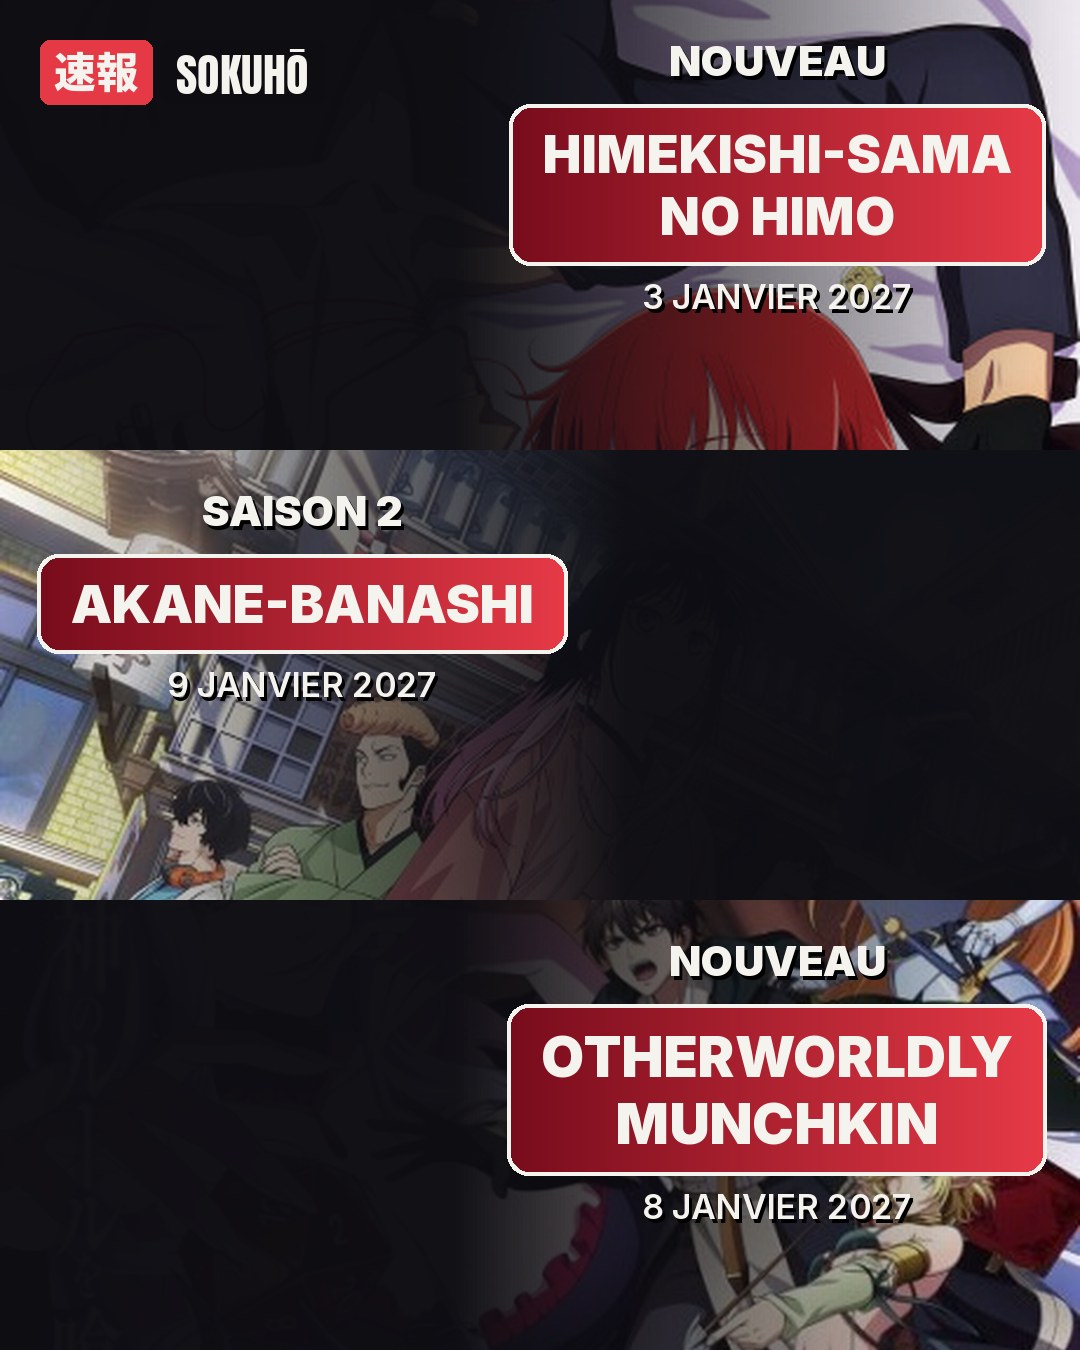 速報 SOKUHŌ
NOUVEAU
HIMEKISHI-SAMA
NO HIMO
3 JANVIER 2027
SAISON 2
AKANE-BANASHI
9 JANVIER 2027
NOUVEAU
OTHERWORLDLY
MUNCHKIN
8 JANVIER 2027